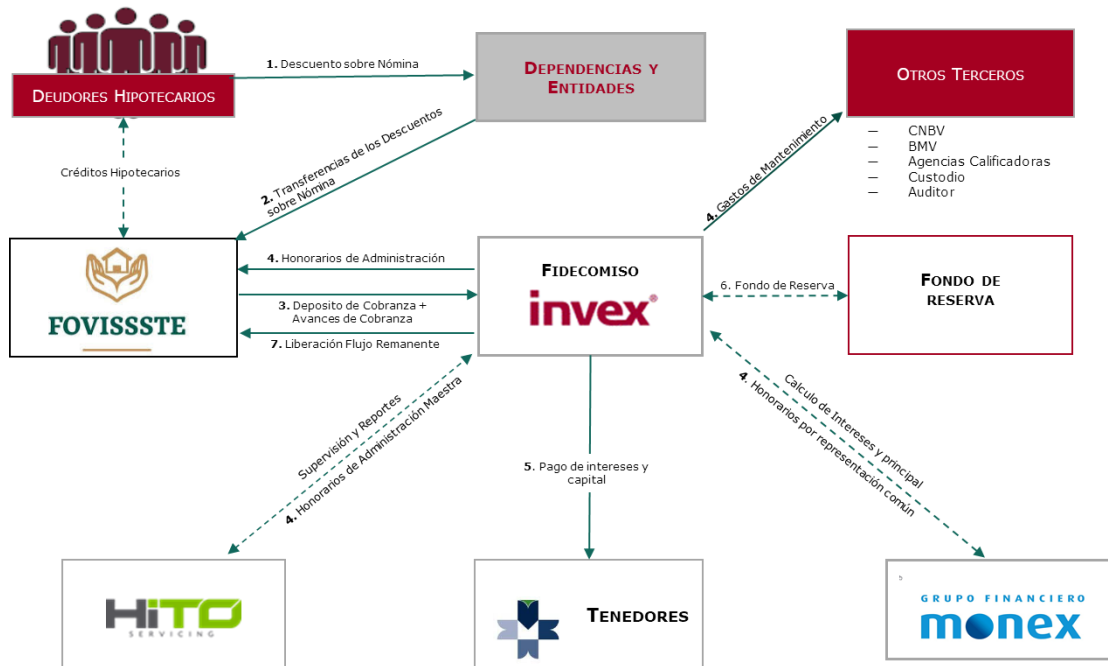 DEUDORES HIPOTECARIOS
1. Descuento sobre Nómina
DEPENDENCIAS Y
ENTIDADES
OTROS TERCEROS
— CNBV
— BMV
— Agencias Calificadoras
— Custodio
— Auditor
Créditos Hipotecarios
2. Transferencias de los Descuentos
sobre Nómina
4. Gastos de Mantenimiento
FOVISSSTE
4. Honorarios de Administración
3. Deposito de Cobranza +
Avances de Cobranza
7. Liberación Flujo Remanente
FIDECOMISO
invex®
6. Fondo de Reserva
FONDO DE
RESERVA
Supervisión y Reportes
4. Honorarios de Administración Maestra
5. Pago de intereses y
capital
Calculo de Intereses y principal
4. Honorarios por representación común
HiTO
SERVICING
TENEDORES
5
GRUPO FINANCIERO
monex